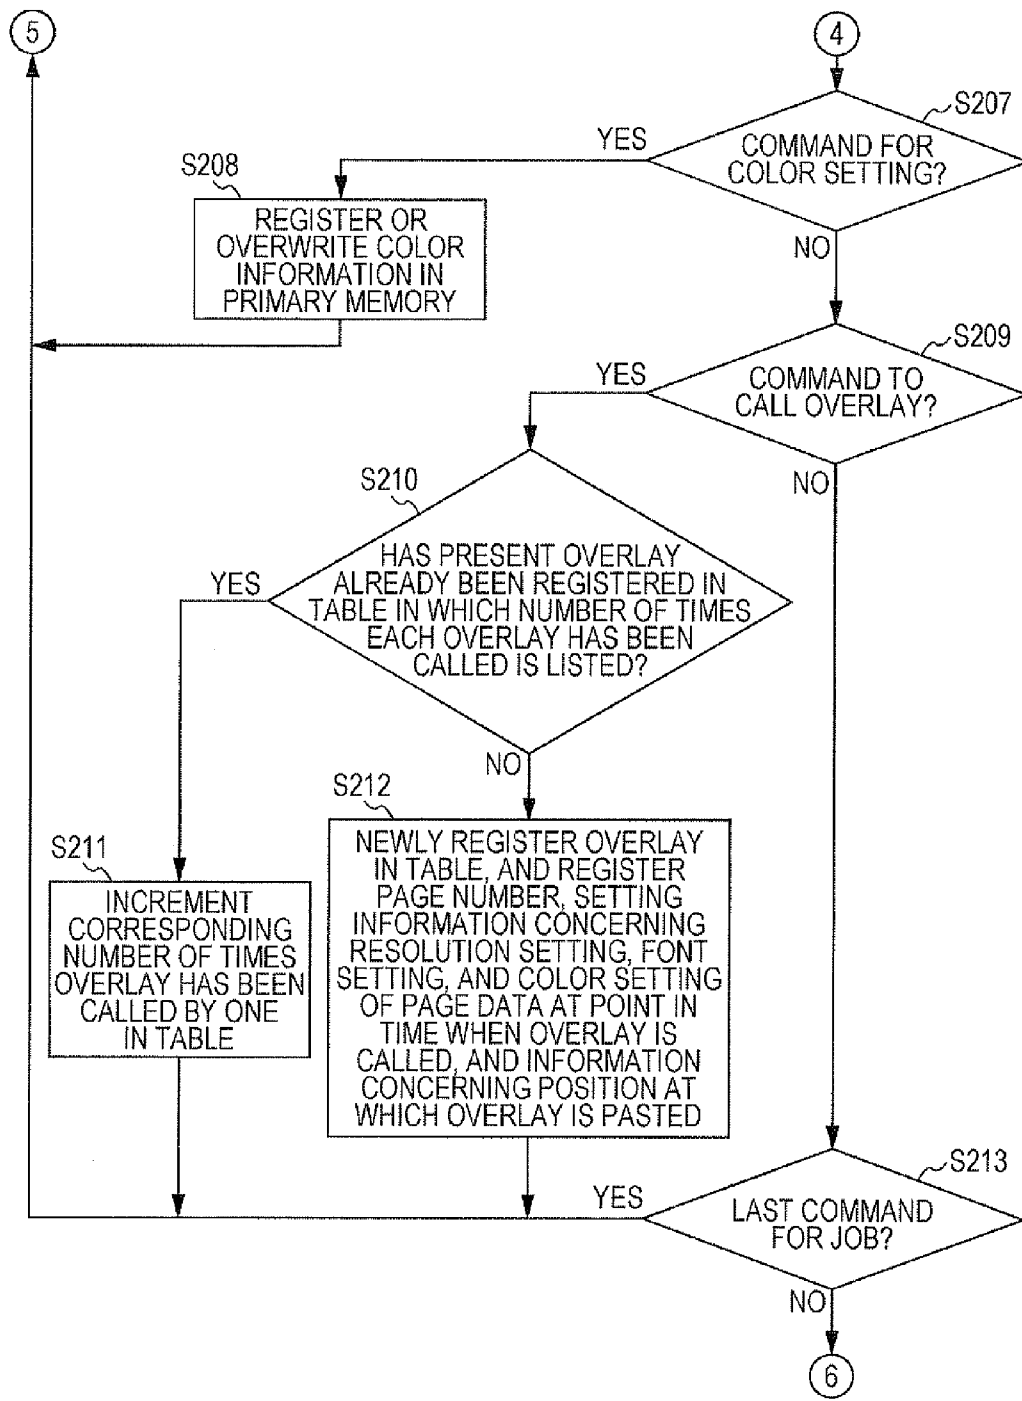 5
4
S207
YES
COMMAND FOR
COLOR SETTING?
NO
S208
REGISTER OR
OVERWRITE COLOR
INFORMATION IN
PRIMARY MEMORY
S209
YES
COMMAND TO
CALL OVERLAY?
NO
S210
HAS PRESENT OVERLAY
ALREADY BEEN REGISTERED IN
TABLE IN WHICH NUMBER OF TIMES
EACH OVERLAY HAS BEEN
CALLED IS LISTED?
YES
NO
S211
INCREMENT
CORRESPONDING
NUMBER OF TIMES
OVERLAY HAS BEEN
CALLED BY ONE
IN TABLE
S212
NEWLY REGISTER OVERLAY
IN TABLE, AND REGISTER
PAGE NUMBER, SETTING
INFORMATION CONCERNING
RESOLUTION SETTING, FONT
SETTING, AND COLOR SETTING
OF PAGE DATA AT POINT IN
TIME WHEN OVERLAY IS
CALLED, AND INFORMATION
CONCERNING POSITION AT
WHICH OVERLAY IS PASTED
S213
YES
LAST COMMAND
FOR JOB?
NO
6